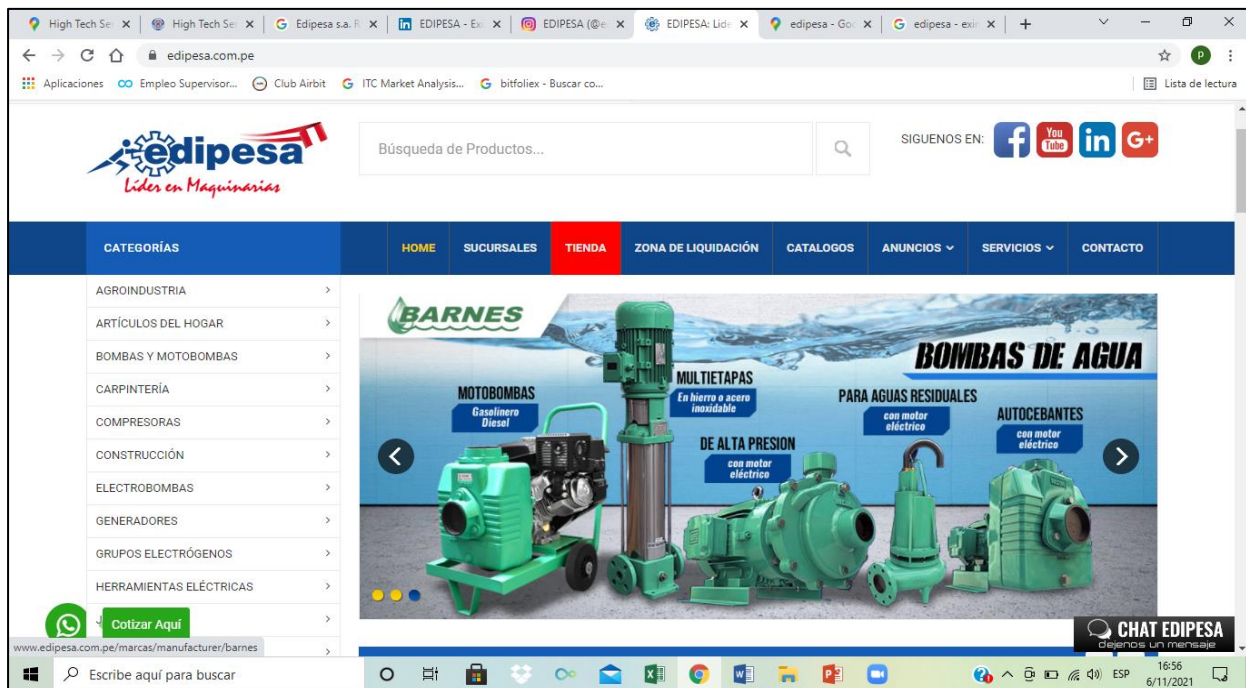 High Tech Ser
High Tech Ser
Edipesa s.a. R
EDIPESA - Ex
EDIPESA (@e
EDIPESA: Lide
edipesa - Goo
edipesa - exim
edipesa.com.pe
P
Aplicaciones
Empleo Supervisor...
Club Airbit
ITC Market Analysis...
bitfoliex - Buscar co...
Lista de lectura
edipesa
Líder en Maquinarias
Búsqueda de Productos...
SIGUENOS EN:
f
You Tube
in
G+
CATEGORÍAS
HOME
SUCURSALES
TIENDA
ZONA DE LIQUIDACIÓN
CATALOGOS
ANUNCIOS
SERVICIOS
CONTACTO
AGROINDUSTRIA
ARTÍCULOS DEL HOGAR
BOMBAS Y MOTOBOMBAS
CARPINTERÍA
COMPRESORAS
CONSTRUCCIÓN
ELECTROBOMBAS
GENERADORES
GRUPOS ELECTRÓGENOS
HERRAMIENTAS ELÉCTRICAS
BARNES
BOMBAS DE AGUA
MOTOBOMBAS
Gasolinero
Diesel
MULTIETAPAS
En hierro o acero
inoxidable
DE ALTA PRESION
con motor
eléctrico
PARA AGUAS RESIDUALES
con motor
eléctrico
AUTOCEBANTES
con motor
eléctrico
Cotizar Aquí
CHAT EDIPESA
dejenos un mensaje
www.edipesa.com.pe/marcas/manufacturer/barnes
Escribe aquí para buscar
ESP
16:56
6/11/2021